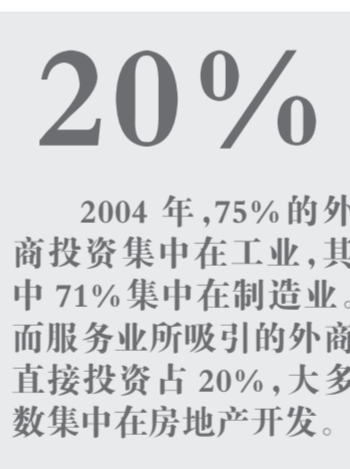 20%
2004 年,75%的外
商投资集中在工业,其
中 71%集中在制造业。
而服务业所吸引的外商
直接投资占 20%,大多
数集中在房地产开发。